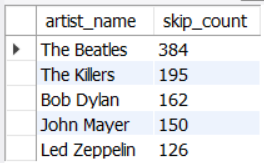 artist_name skip_count
The Beatles 384
The Killers 195
Bob Dylan 162
John Mayer 150
Led Zeppelin 126